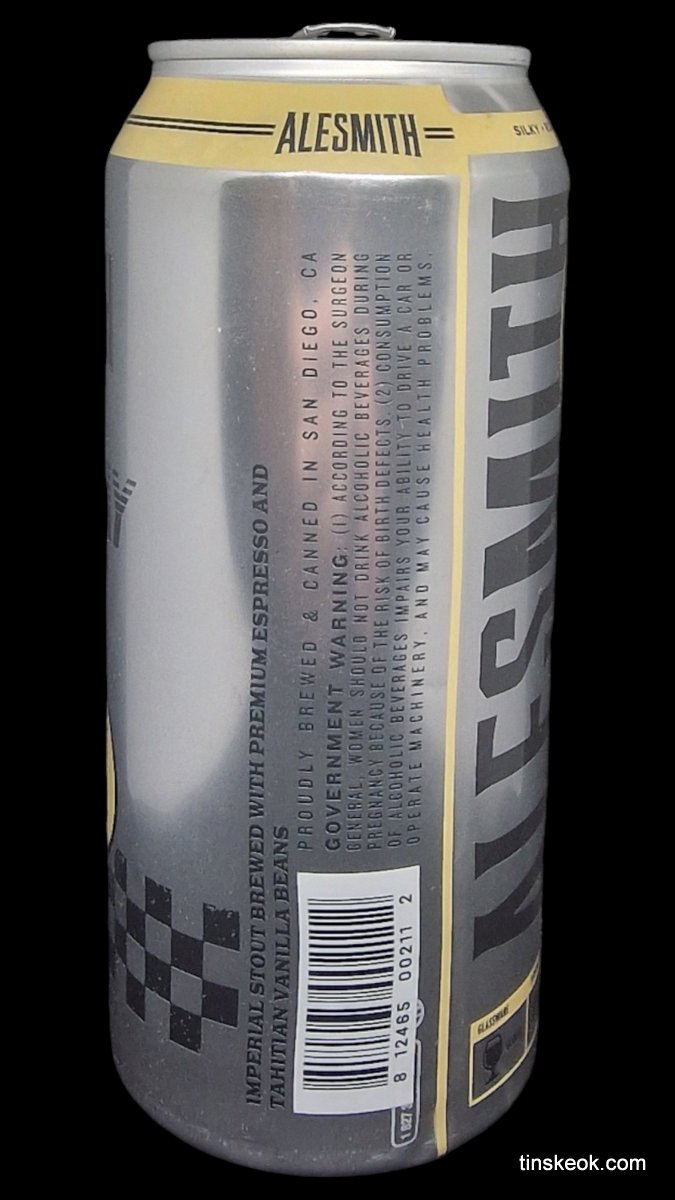 ALESMITH
SILKY
IMPERIAL STOUT BREWED WITH PREMIUM ESPRESSO AND
TAHITIAN VANILLA BEANS
PROUDLY BREWED & CANNED IN SAN DIEGO, CA
GOVERNMENT WARNING: (1) ACCORDING TO THE SURGEON
GENERAL, WOMEN SHOULD NOT DRINK ALCOHOLIC BEVERAGES DURING
PREGNANCY BECAUSE OF THE RISK OF BIRTH DEFECTS. (2) CONSUMPTION
OF ALCOHOLIC BEVERAGES IMPAIRS YOUR ABILITY TO DRIVE A CAR OR
OPERATE MACHINERY, AND MAY CAUSE HEALTH PROBLEMS.
8 12465 00211 2
ALESMITH
GLASSWARE
tinskeok.com